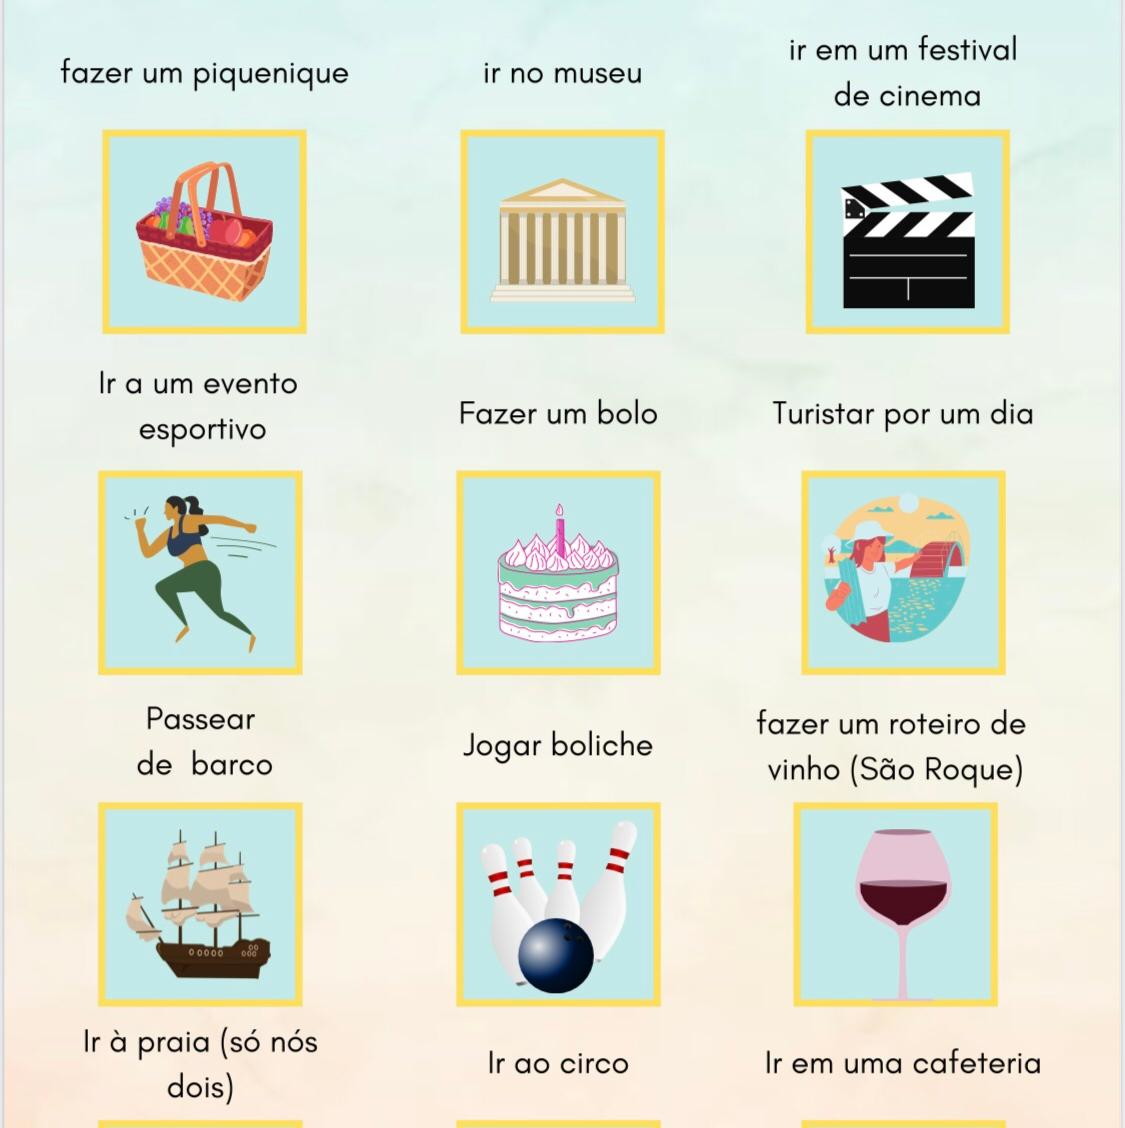 fazer um piquenique
ir no museu
ir em um festival
de cinema
Ir a um evento
esportivo
Fazer um bolo
Turistar por um dia
Passear
de  barco
Jogar boliche
fazer um roteiro de
vinho (São Roque)
Ir à praia (só nós
dois)
Ir ao circo
Ir em uma cafeteria